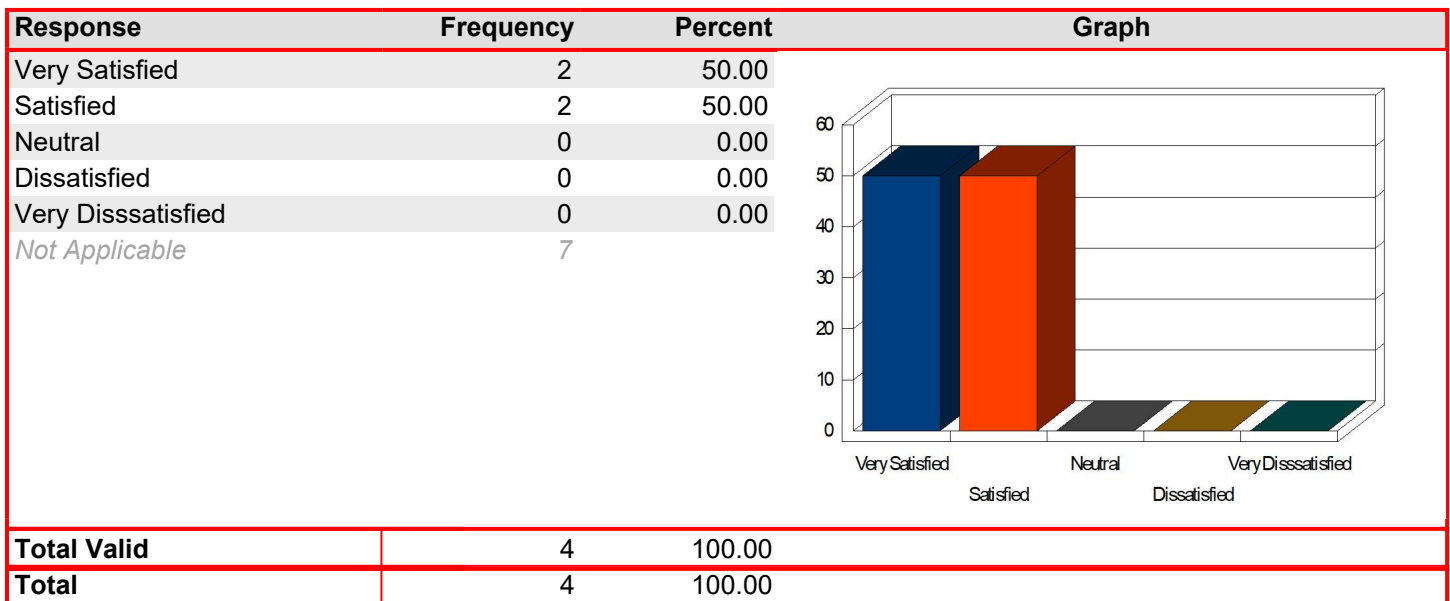 Response Frequency Percent Graph
Very Satisfied 2 50.00
Satisfied 2 50.00
Neutral 0 0.00
Dissatisfied 0 0.00
Very Disssatisfied 0 0.00
Not Applicable 7
60
50
40
30
20
10
0
Very Satisfied Neutral Very Disssatisfied
Satisfied Dissatisfied
Total Valid 4 100.00
Total 4 100.00